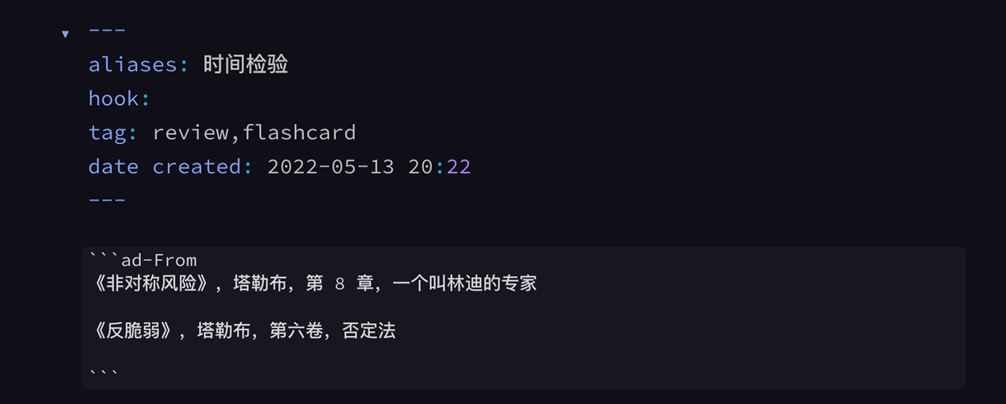 ---
aliases: 时间检验
hook:
tag: review,flashcard
date created: 2022-05-13 20:22
---
```ad-From
《非对称风险》，塔勒布，第 8 章，一个叫林迪的专家
《反脆弱》，塔勒布，第六卷，否定法
```